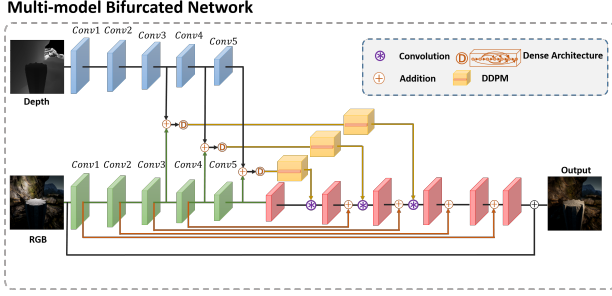 Multi-model Bifurcated Network
Conv1 Conv2 Conv3 Conv4 Conv5
Depth
Convolution
D Dense Architecture
Addition
DDPM
D
D
D
Conv1 Conv2 Conv3 Conv4 Conv5
RGB
Output